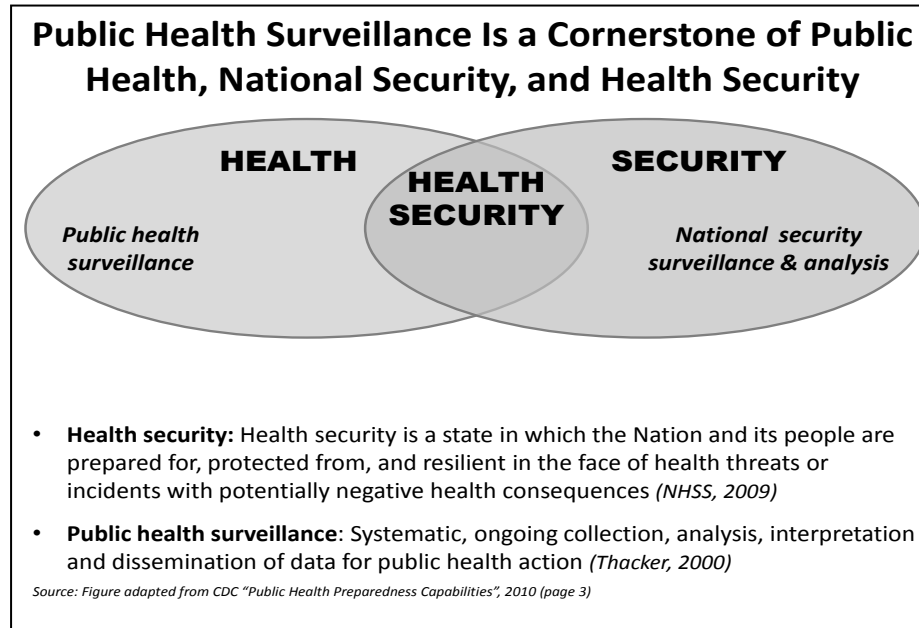 Public Health Surveillance Is a Cornerstone of Public
Health, National Security, and Health Security
HEALTH
SECURITY
HEALTH
SECURITY
Public health
surveillance
National  security
surveillance & analysis
• Health security: Health security is a state in which the Nation and its people are
prepared for, protected from, and resilient in the face of health threats or
incidents with potentially negative health consequences (NHSS, 2009)
• Public health surveillance: Systematic, ongoing collection, analysis, interpretation
and dissemination of data for public health action (Thacker, 2000)
Source: Figure adapted from CDC “Public Health Preparedness Capabilities”, 2010 (page 3)